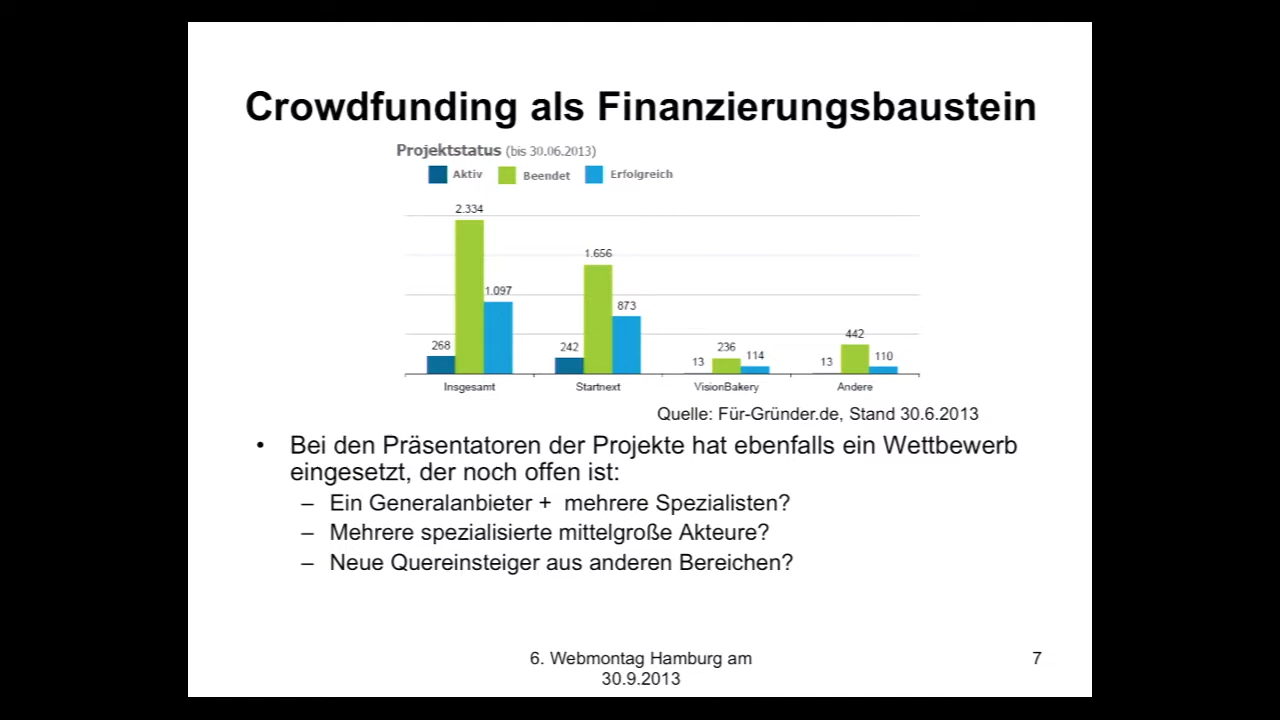 Crowdfunding als Finanzierungsbaustein
Projektstatus (bis 30.06.2013)
Aktiv Beendet Erfolgreich
2.334
1.656
1.097
873
268
242
236
442
13
114
13
110
Insgesamt Startnext VisionBakery Andere
Quelle: Für-Gründer.de, Stand 30.6.2013
• Bei den Präsentatoren der Projekte hat ebenfalls ein Wettbewerb
eingesetzt, der noch offen ist:
– Ein Generalanbieter + mehrere Spezialisten?
– Mehrere spezialisierte mittelgroße Akteure?
– Neue Quereinsteiger aus anderen Bereichen?
6. Webmontag Hamburg am
30.9.2013
7